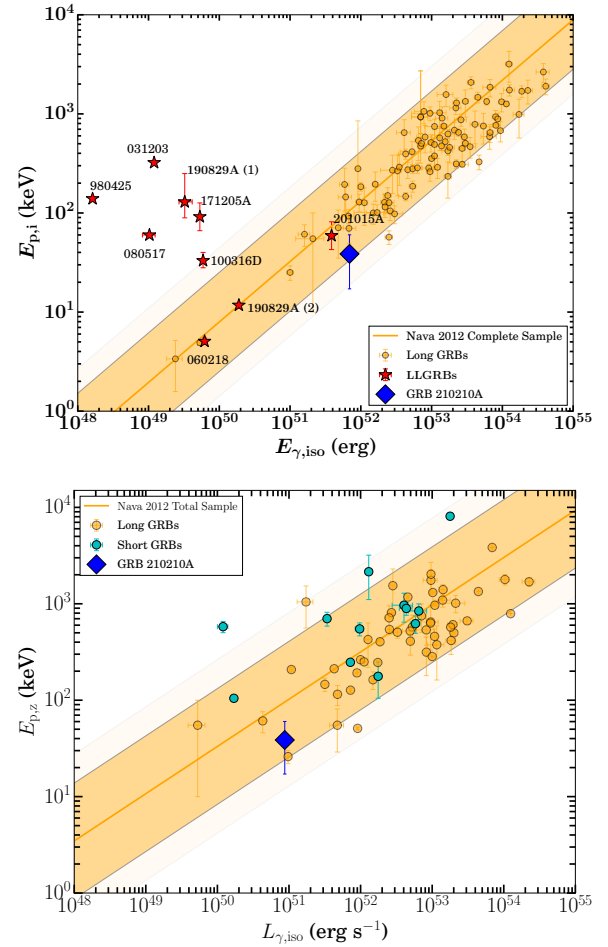 10⁴
10³
10²
10¹
10⁰
E_p,i (keV)
980425
031203
190829A (1)
171205A
080517
100316D
201015A
190829A (2)
060218
Nava 2012 Complete Sample
Long GRBs
LLGRBs
GRB 210210A
10⁴⁸ 10⁴⁹ 10⁵⁰ 10⁵¹ 10⁵² 10⁵³ 10⁵⁴ 10⁵⁵
E_γ,iso (erg)
10⁴
10³
10²
10¹
10⁰
E_p,z (keV)
Nava 2012 Total Sample
Long GRBs
Short GRBs
GRB 210210A
10⁴⁸ 10⁴⁹ 10⁵⁰ 10⁵¹ 10⁵² 10⁵³ 10⁵⁴ 10⁵⁵
L_γ,iso (erg s⁻¹)